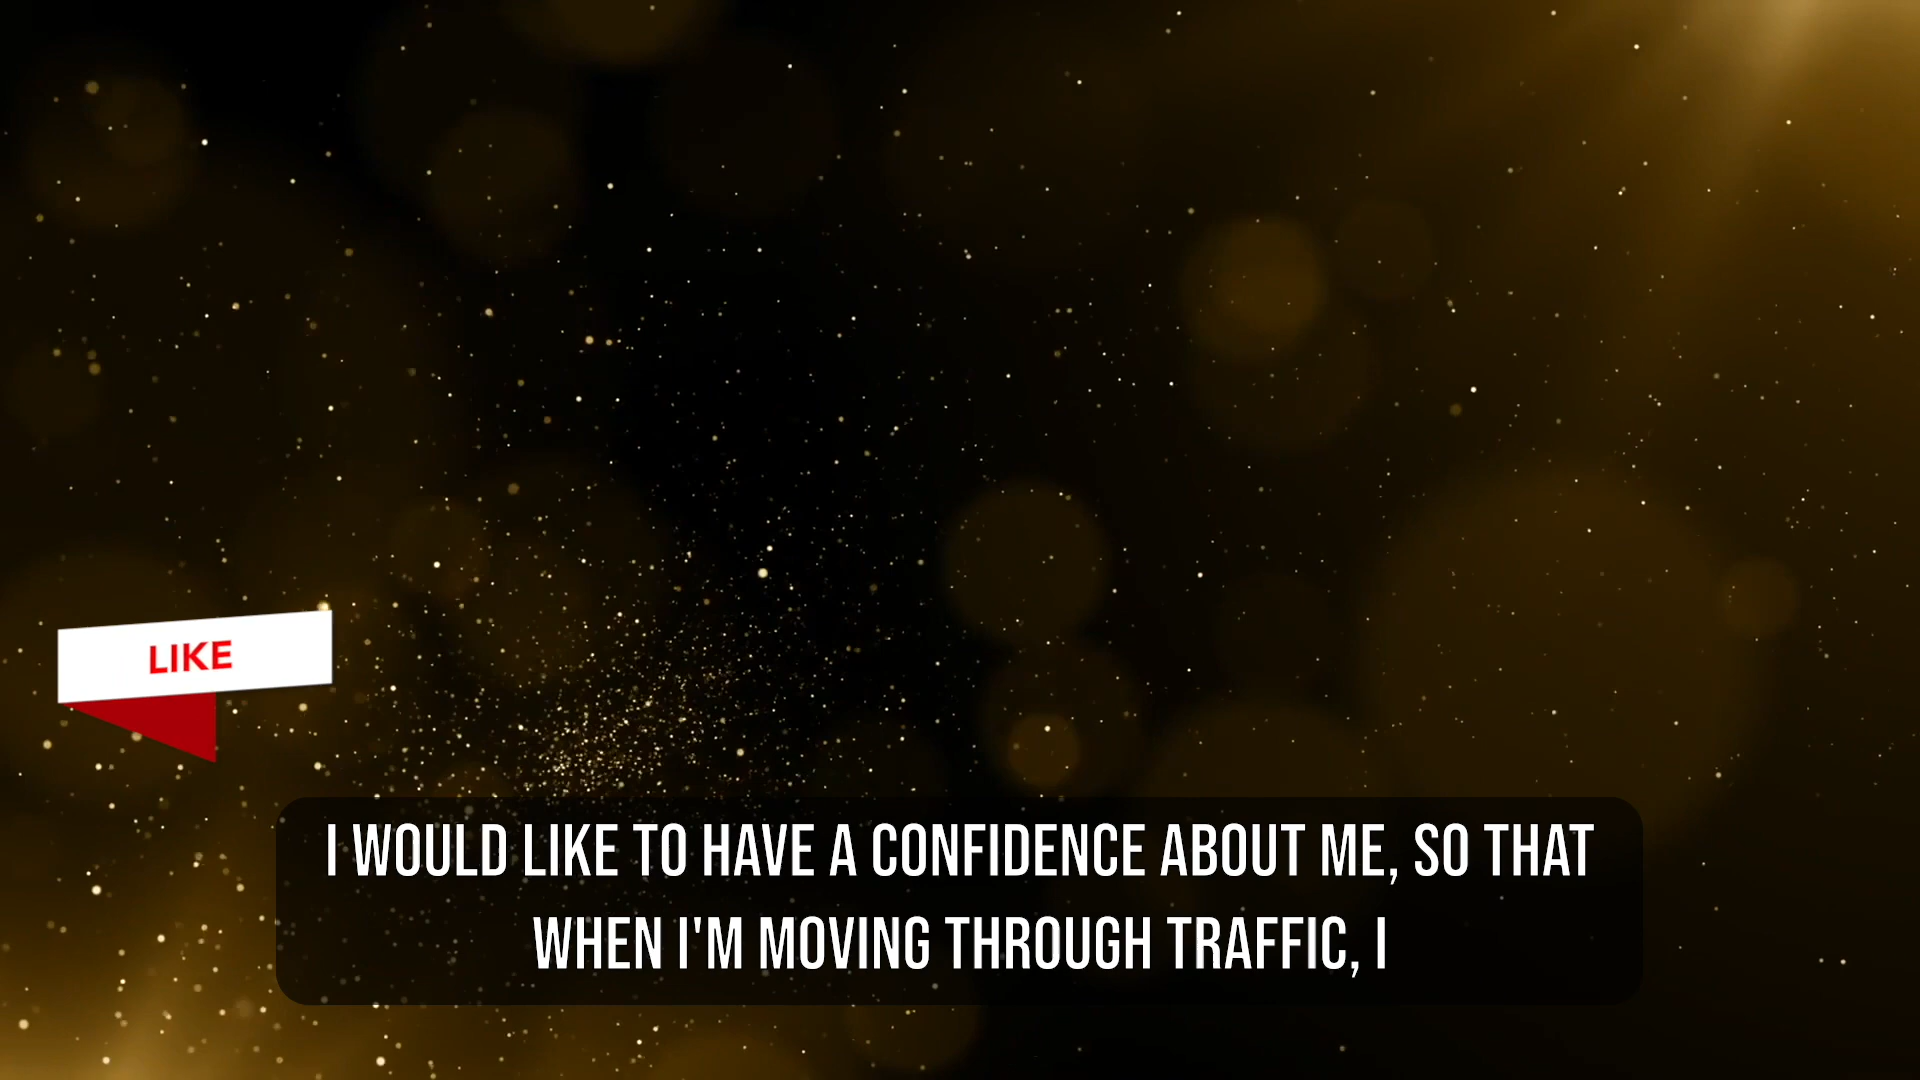 LIKE
I WOULD LIKE TO HAVE A CONFIDENCE ABOUT ME, SO THAT
WHEN I'M MOVING THROUGH TRAFFIC, I